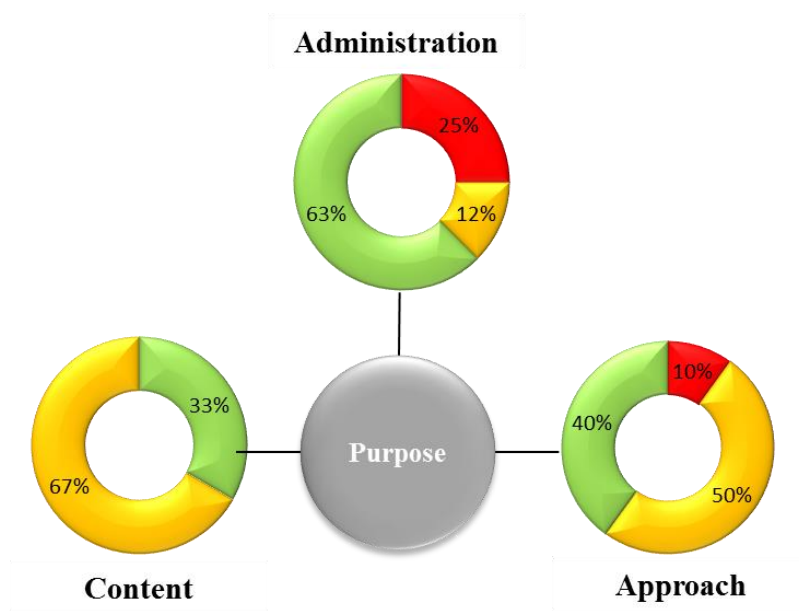 Administration
25%
12%
63%
33%
67%
Content
Purpose
10%
40%
50%
Approach